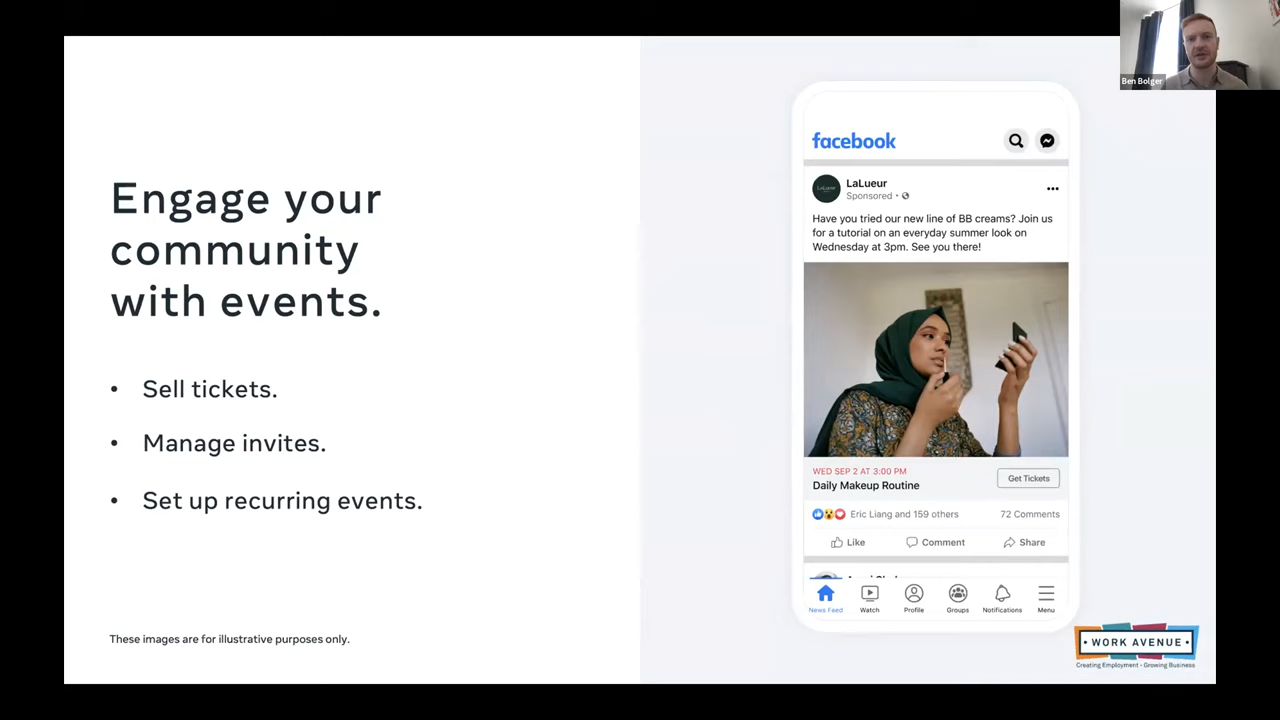 Ben Bolger
Engage your
community
with events.
• Sell tickets.
• Manage invites.
• Set up recurring events.
These images are for illustrative purposes only.
facebook
LaLueur
LaLueur
Sponsored •
Have you tried our new line of BB creams? Join us
for a tutorial on an everyday summer look on
Wednesday at 3pm. See you there!
WED SEP 2 AT 3:00 PM
Daily Makeup Routine
Get Tickets
Eric Liang and 159 others
72 Comments
Like
Comment
Share
News Feed
Watch
Profile
Groups
Notifications
Menu
• WORK AVENUE •
Creating Employment - Growing Business